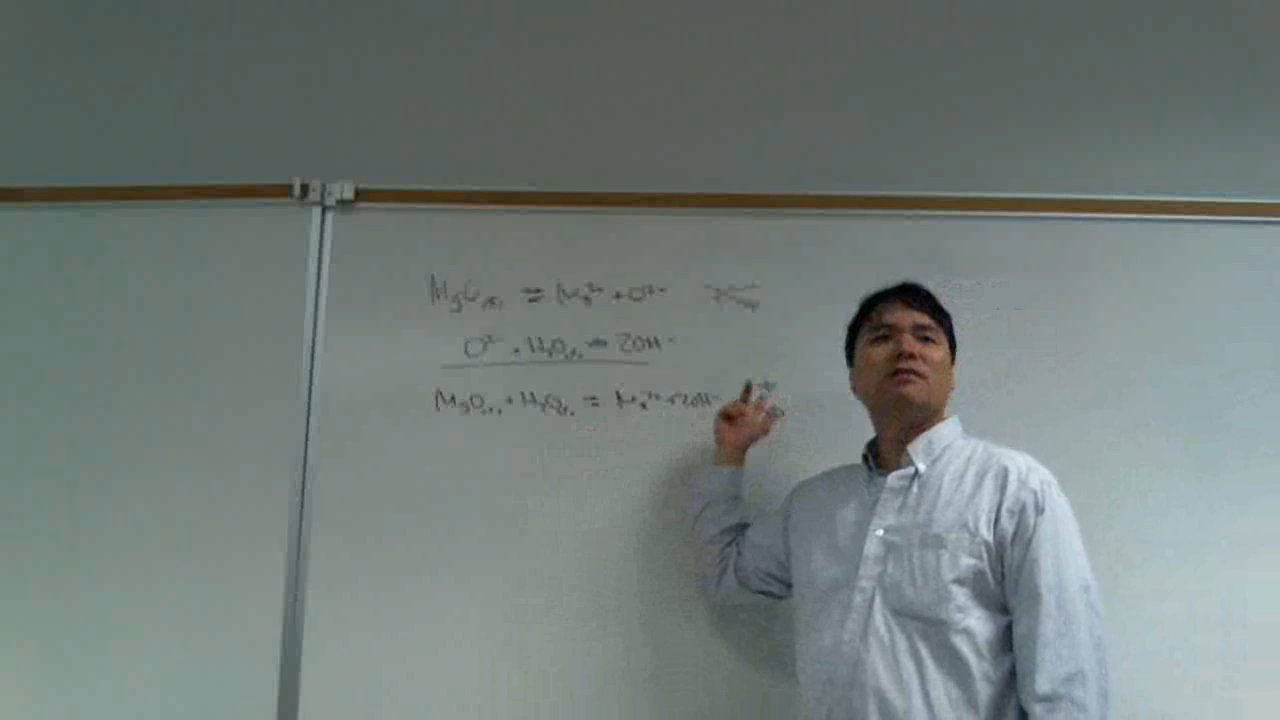 MgO(s) ⇌ Mg²⁺ + O²⁻
O²⁻ + H₂O(l) ⇌ 2OH⁻
MgO(s) + H₂O(l) ⇌ Mg²⁺ + 2OH⁻